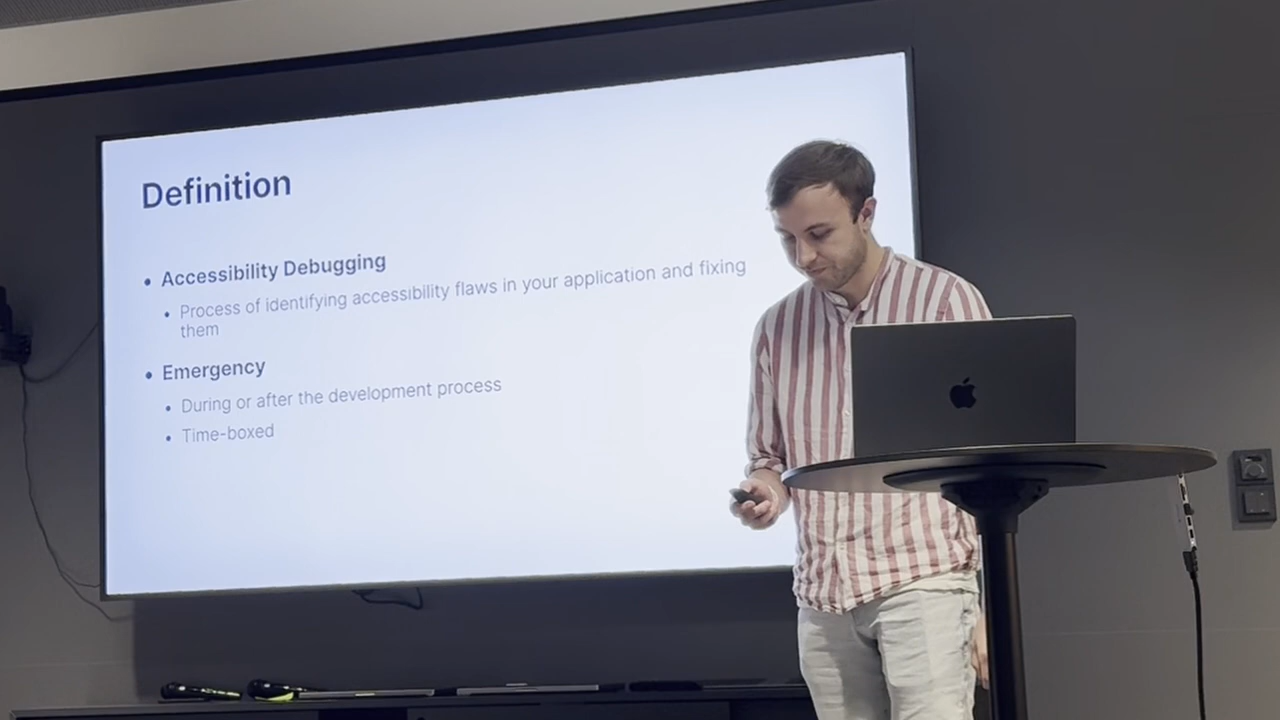 Definition
Accessibility Debugging
Process of identifying accessibility flaws in your application and fixing
them
Emergency
During or after the development process
Time-boxed